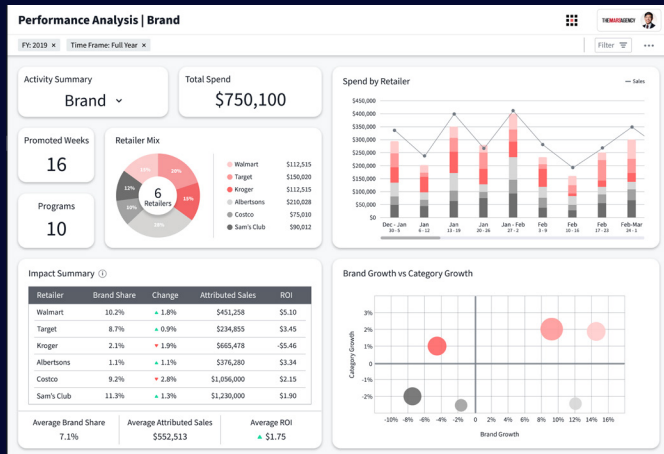 Performance Analysis | Brand
THEMARSAGENCY
FY: 2019 ×
Time Frame: Full Year ×
Filter
Activity Summary
Brand
Total Spend
$750,100
Promoted Weeks
16
Programs
10
Retailer Mix
6
Retailers
10%
15%
12%
10%
Walmart $112,515
Target $150,020
Kroger $112,515
Albertsons $210,028
Costco $75,010
Sam's Club $90,012
Spend by Retailer
Sales
$450,000
$400,000
$350,000
$300,000
$250,000
$200,000
$150,000
$100,000
$50,000
$0
Dec - Jan
30 - 5
Jan
6 - 12
Jan
13 - 19
Jan
20 - 26
Jan - Feb
27 - 2
Feb
3 - 9
Feb
10 - 16
Feb
17 - 23
Feb-Mar
24 - 1
Impact Summary
Retailer Brand Share Change Attributed Sales ROI
Walmart 10.2% ▲ 1.8% $451,258 $5.10
Target 8.7% ▲ 0.9% $234,855 $3.45
Kroger 2.1% ▼ 1.9% $665,478 -$5.46
Albertsons 1.1% ▲ 1.1% $376,280 $3.34
Costco 9.2% ▼ 2.8% $1,056,000 $2.15
Sam's Club 11.3% ▲ 1.3% $1,230,000 $1.90
Average Brand Share
7.1%
Average Attributed Sales
$552,513
Average ROI
▲ $1.75
Brand Growth vs Category Growth
Category Growth
3%
2%
1%
0
-1%
-2%
-10% -8% -6% -4% -2% 0 2% 4% 6% 8% 10% 12% 14% 16%
Brand Growth